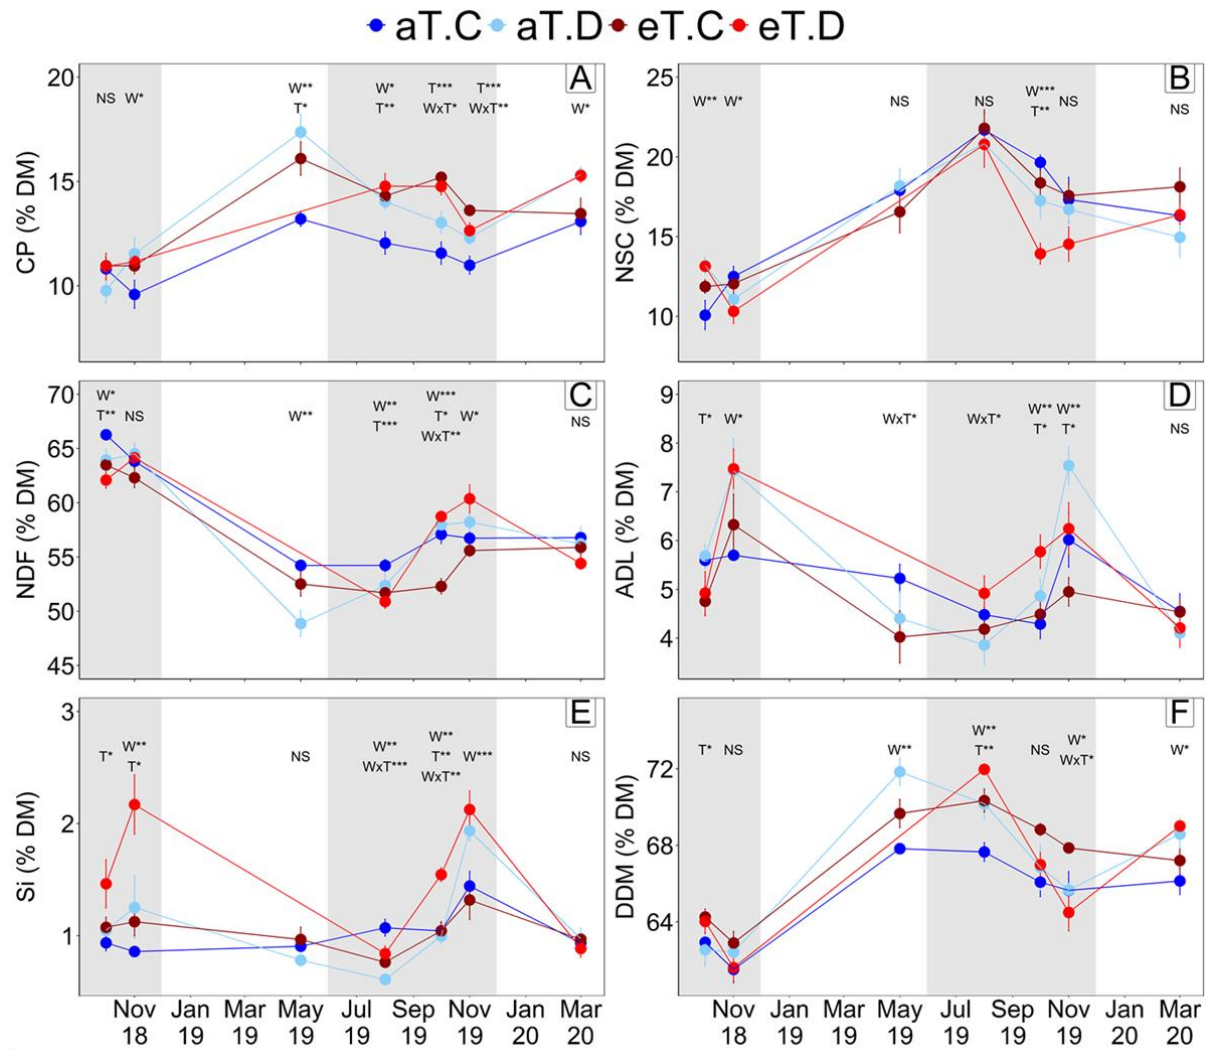 aT.C aT.D eT.C eT.D
A
20
15
10
CP (% DM)
NS W* W** W* T*** T*** W*
T* T** WxT* WxT**
B
25
20
15
10
NSC (% DM)
W** W* NS NS W*** NS NS
T**
C
70
65
60
55
50
45
NDF (% DM)
W* NS W** W** W*** W* NS
T** T*** T*
WxT**
D
9
8
7
6
5
4
ADL (% DM)
T* W* WxT* WxT* W** W** NS
T* T*
E
3
2
1
Si (% DM)
T* W** NS W** W** W*** NS
T* WxT*** T**
WxT**
F
72
68
64
DDM (% DM)
T* NS W** W** NS W* W*
T** WxT*
Nov Jan Mar May Jul Sep Nov Jan Mar
18 19 19 19 19 19 19 20 20
Nov Jan Mar May Jul Sep Nov Jan Mar
18 19 19 19 19 19 19 20 20